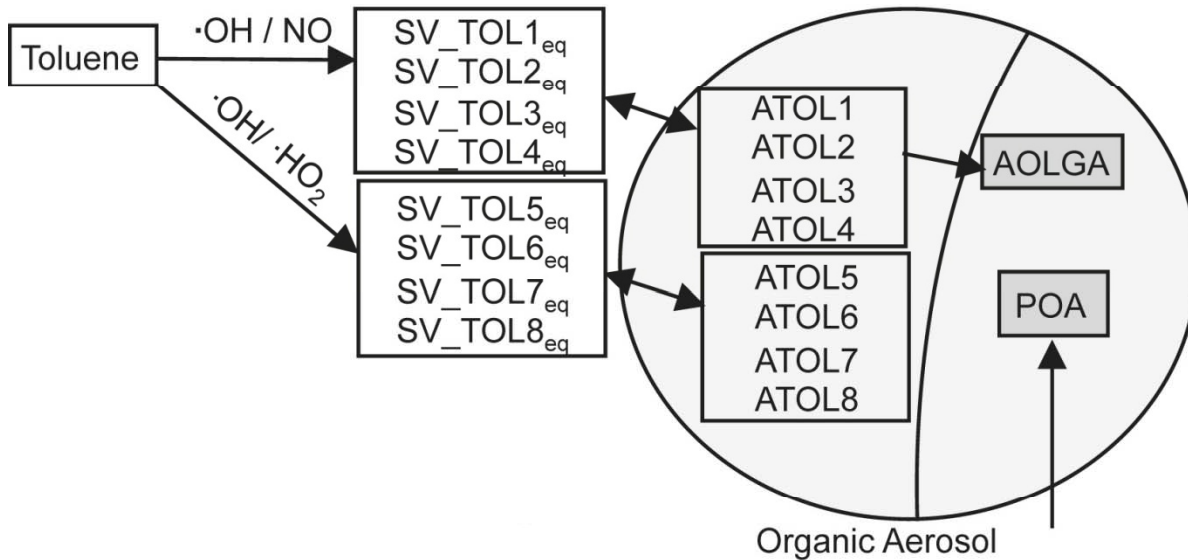 Toluene
·OH / NO
·OH/ ·HO₂
SV_TOL1eq
SV_TOL2eq
SV_TOL3eq
SV_TOL4eq
SV_TOL5eq
SV_TOL6eq
SV_TOL7eq
SV_TOL8eq
ATOL1
ATOL2
ATOL3
ATOL4
ATOL5
ATOL6
ATOL7
ATOL8
AOLGA
POA
Organic Aerosol